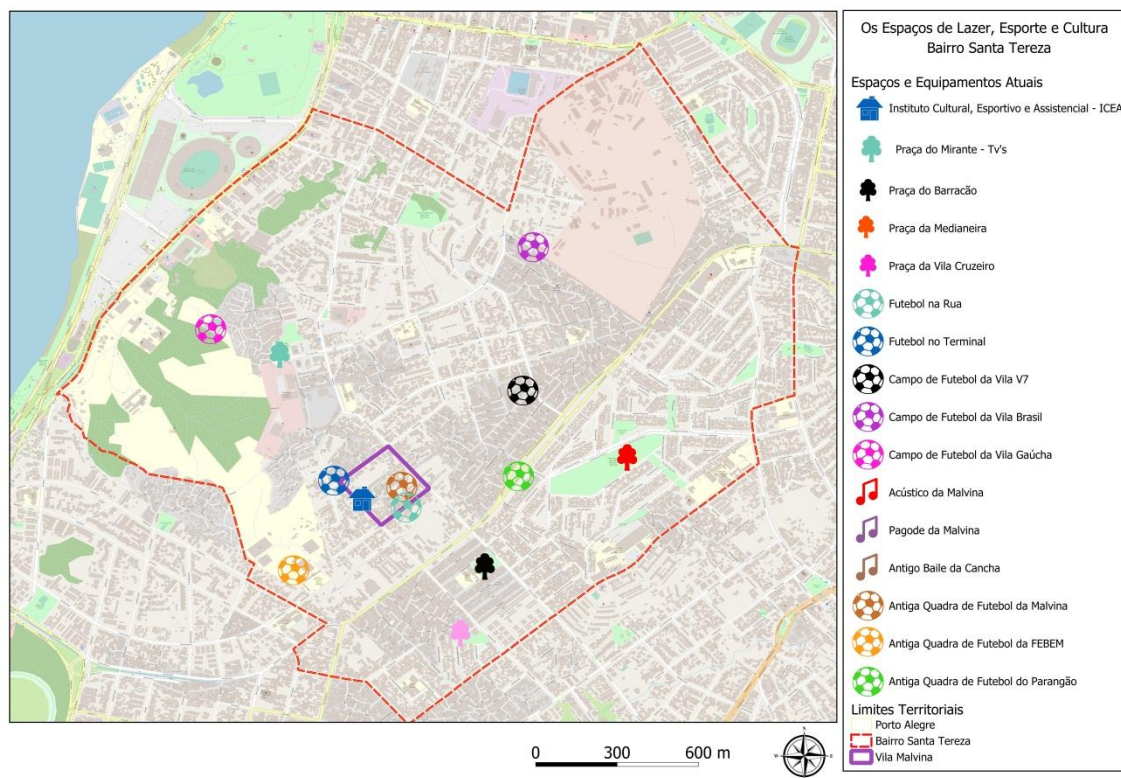 Os Espaços de Lazer, Esporte e Cultura
Bairro Santa Tereza
Espaços e Equipamentos Atuais
Instituto Cultural, Esportivo e Assistencial - ICEA
Praça do Mirante - Tv's
Praça do Barracão
Praça da Medianeira
Praça da Vila Cruzeiro
Futebol na Rua
Futebol no Terminal
Campo de Futebol da Vila V7
Campo de Futebol da Vila Brasil
Campo de Futebol da Vila Gaúcha
Acústico da Malvina
Pagode da Malvina
Antigo Baile da Cancha
Antiga Quadra de Futebol da Malvina
Antiga Quadra de Futebol da FEBEM
Antiga Quadra de Futebol do Parangão
Limites Territoriais
Porto Alegre
Bairro Santa Tereza
Vila Malvina
0 300 600 m
N
W E
S